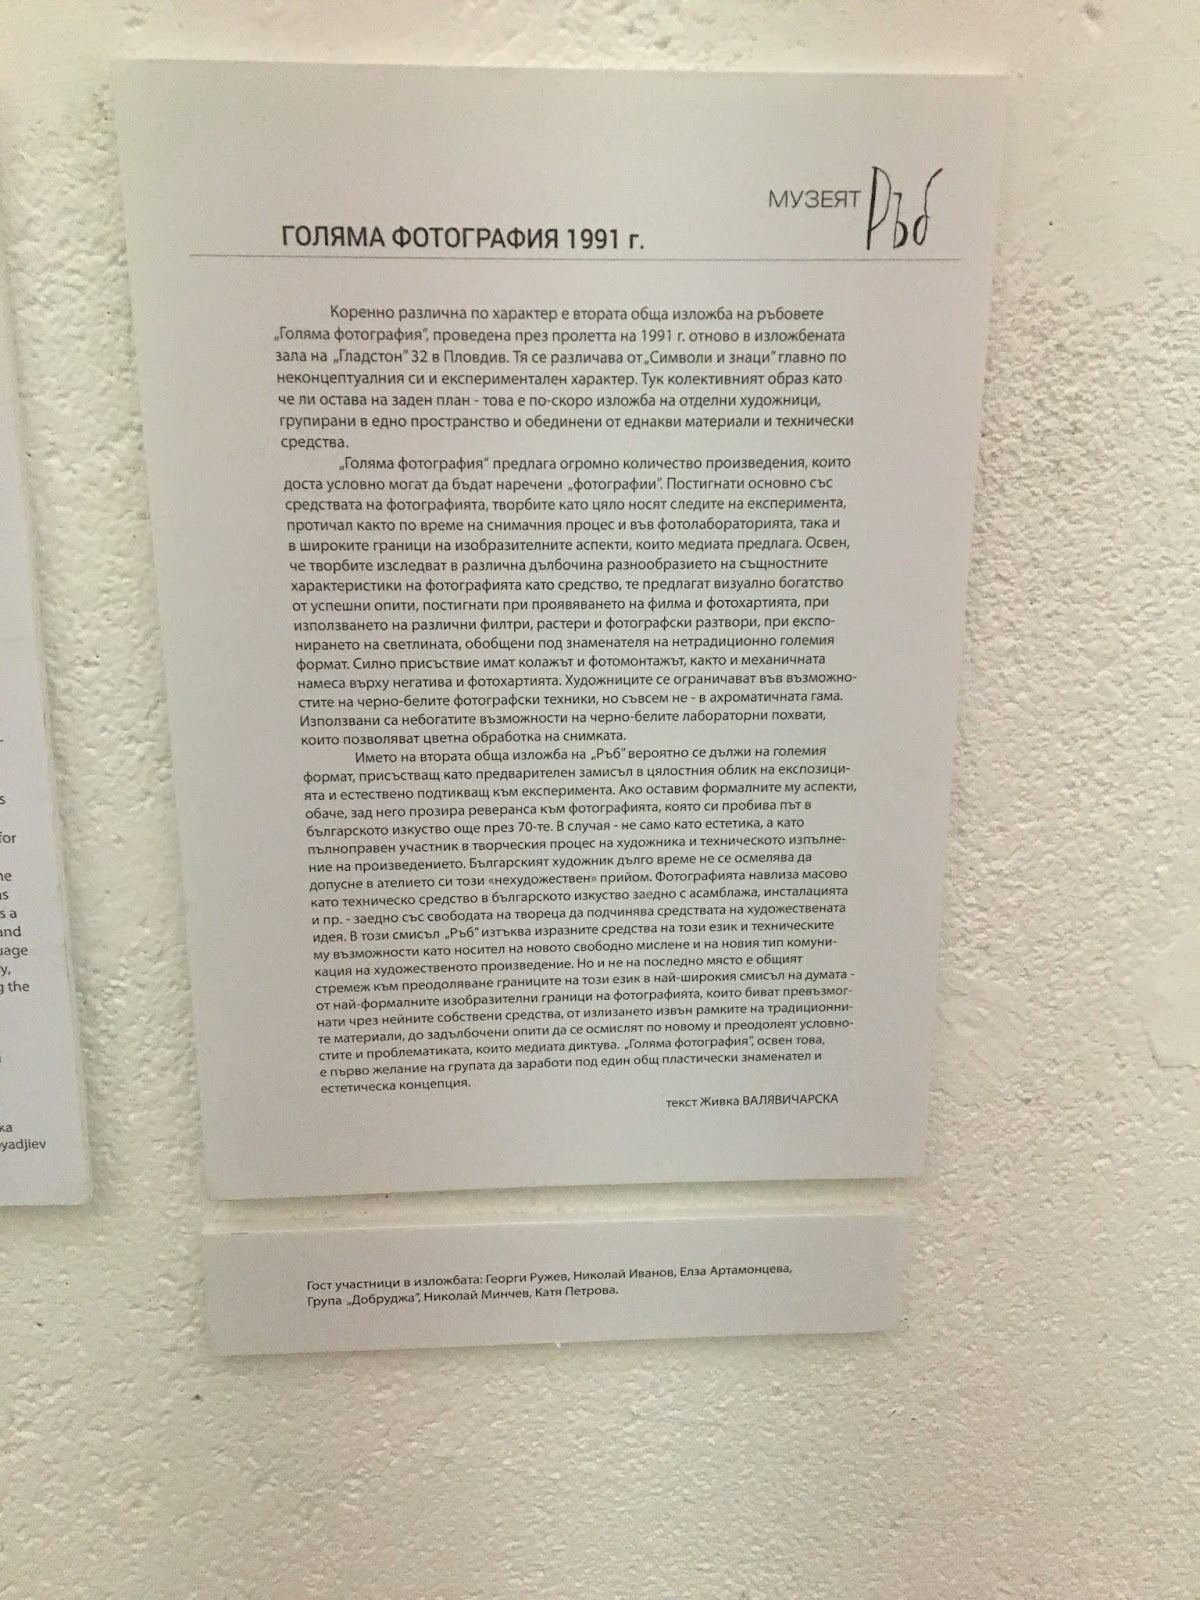 МУЗЕЯТ Ръб
ГОЛЯМА ФОТОГРАФИЯ 1991 г.
Коренно различна по характер е втората обща изложба на ръбовете
„Голяма фотография”, проведена през пролетта на 1991 г. отново в изложбената
зала на „Гладстон” 32 в Пловдив. Тя се различава от „Символи и знаци” главно по
неконцептуалния си и експериментален характер. Тук колективният образ като
че ли остава на заден план - това е по-скоро изложба на отделни художници,
групирани в едно пространство и обединени от еднакви материали и технически
средства.
„Голяма фотография“ предлага огромно количество произведения, които
доста условно могат да бъдат наречени „фотографии”. Постигнати основно със
средствата на фотографията, творбите като цяло носят следите на експеримента,
протичал както по време на снимачния процес и във фотолабораторията, така и
в широките граници на изобразителните аспекти, които медиата предлага. Освен,
че творбите изследват в различна дълбочина разнообразието на същностните
характеристики на фотографията като средство, те предлагат визуално богатство
от успешни опити, постигнати при проявяването на филма и фотохартията, при
използването на различни филтри, растери и фотографски разтвори, при експо-
нирането на светлината, обобщени под знаменателя на нетрадиционно големия
формат. Силно присъствие имат колажът и фотомонтажът, както и механичната
намеса върху негатива и фотохартията. Художниците се ограничават във възможно-
стите на черно-белите фотографски техники, но съвсем не - в ахроматичната гама.
Използвани са небогатите възможности на черно-белите лабораторни похвати,
които позволяват цветна обработка на снимката.
Името на втората обща изложба на „Ръб” вероятно се дължи на големия
формат, присъстващ като предварителен замисъл в цялостния облик на експозици-
ята и естествено подтикващ към експеримента. Ако оставим формалните му аспекти,
обаче, зад него прозира реверанса към фотографията, която си пробива път в
българското изкуство още през 70-те. В случая - не само като естетика, а като
пълноправен участник в творческия процес на художника и техническото изпълне-
ние на произведението. Българският художник дълго време не се осмелява да
допусне в ателието си този «нехудожествен» прийом. Фотографията навлиза масово
като техническо средство в българското изкуство заедно с асамблажа, инсталацията
и пр. - заедно със свободата на твореца да подчинява средствата на художествената
идея. В този смисъл „Ръб” изтъква изразните средства на този език и техническите
му възможности като носител на новото свободно мислене и на новия тип комуни-
кация на художественото произведение. Но и не на последно място е общият
стремеж към преодоляване границите на този език в най-широкия смисъл на думата -
от най-формалните изобразителни граници на фотографията, които биват превъзмог-
нати чрез нейните собствени средства, от излизането извън рамките на традиционни-
те материали, до задълбочени опити да се осмислят по новому и преодолеят условно-
стите и проблематиката, които медиата диктува. „Голяма фотография”, освен това,
е първо желание на групата да заработи под един общ пластически знаменател и
естетическа концепция.
текст Живка ВАЛЯВИЧАРСКА
Гост участници в изложбата: Георги Ружев, Николай Иванов, Елза Артамонцева,
Група „Добруджа”, Николай Минчев, Катя Петрова.
for
s a
and
uage
y,
g the
ka
yadjiev